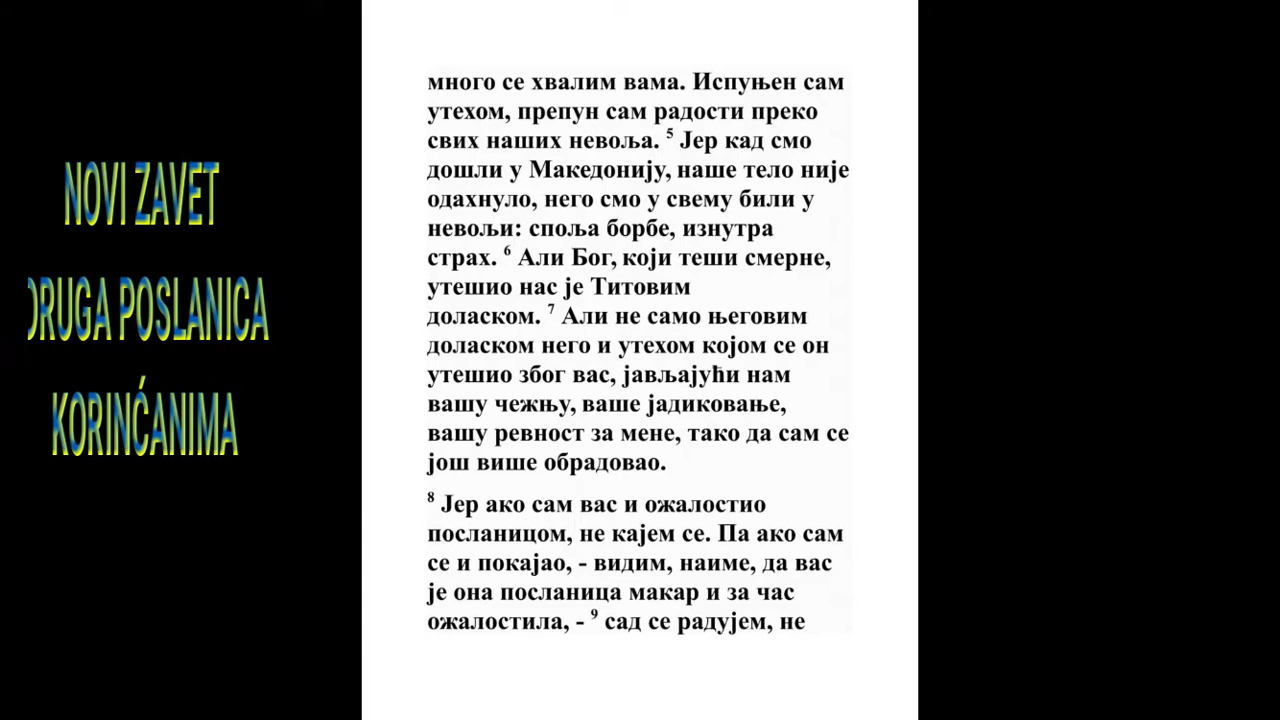 NOVI ZAVET
DRUGA POSLANICA
KORINĆANIMA
много се хвалим вама. Испуњен сам
утехом, препун сам радости преко
свих наших невоља. 5 Јер кад смо
дошли у Македонију, наше тело није
одахнуло, него смо у свему били у
невољи: споља борбе, изнутра
страх. 6 Али Бог, који теши смерне,
утешио нас је Титовим
доласком. 7 Али не само његовим
доласком него и утехом којом се он
утешио због вас, јављајући нам
вашу чежњу, ваше јадиковање,
вашу ревност за мене, тако да сам се
још више обрадовао.
8 Јер ако сам вас и ожалостио
посланицом, не кајем се. Па ако сам
се и покајао, - видим, наиме, да вас
је она посланица макар и за час
ожалостила, - 9 сад се радујем, не